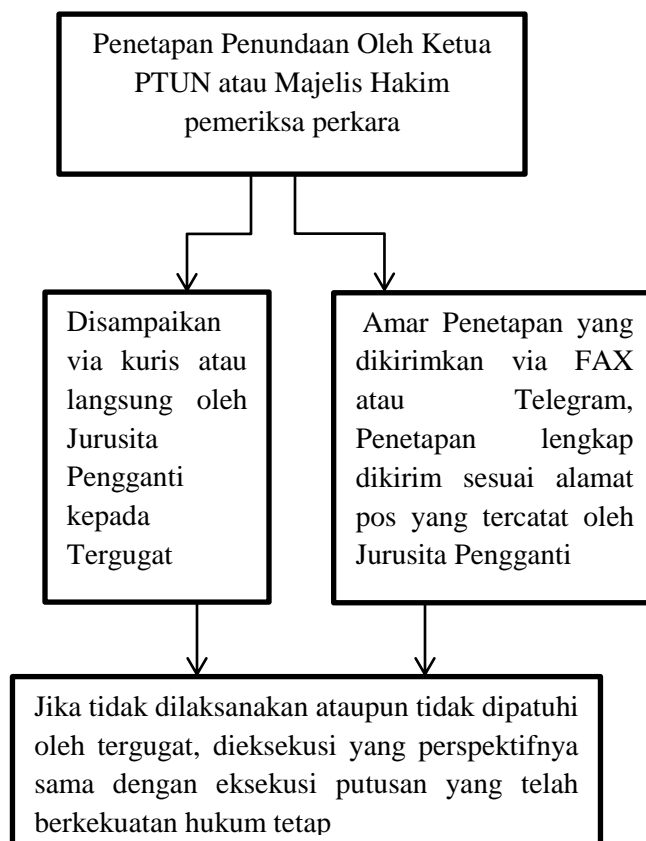 Penetapan Penundaan Oleh Ketua
PTUN atau Majelis Hakim
pemeriksa perkara
Disampaikan
via kuris atau
langsung oleh
Jurusita
Pengganti
kepada
Tergugat
Amar Penetapan yang
dikirimkan via FAX
atau Telegram,
Penetapan lengkap
dikirim sesuai alamat
pos yang tercatat oleh
Jurusita Pengganti
Jika tidak dilaksanakan ataupun tidak dipatuhi
oleh tergugat, dieksekusi yang perspektifnya
sama dengan eksekusi putusan yang telah
berkekuatan hukum tetap